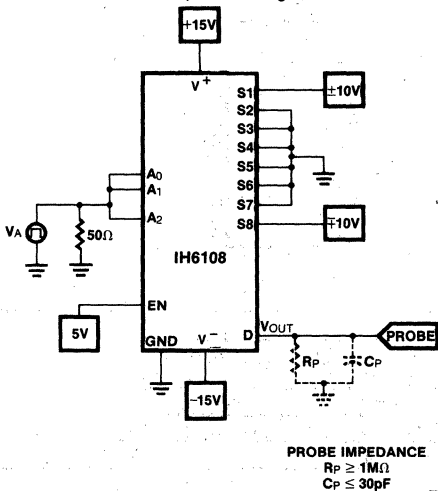 +15V
V+
S1
±10V
S2
S3
A0
S4
A1
S5
A2
S6
S7
VA
50Ω
S8
∓10V
IH6108
EN
5V
GND
V-
D
VOUT
PROBE
RP
CP
-15V
PROBE IMPEDANCE
RP ≥ 1MΩ
CP ≤ 30pF